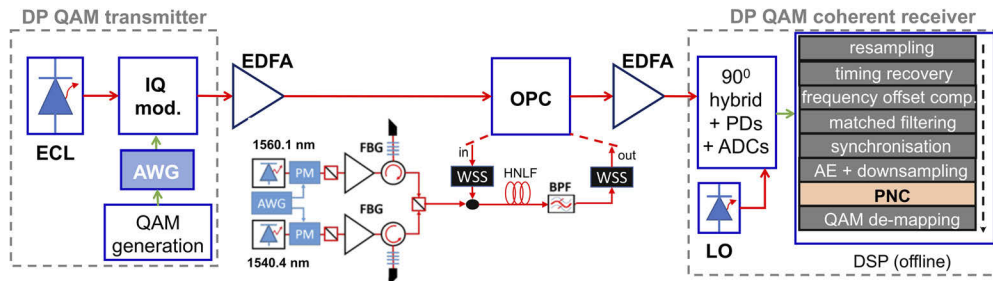 DP QAM transmitter
ECL
IQ
mod.
AWG
QAM
generation
EDFA
1560.1 nm
PM
FBG
AWG
PM
FBG
1540.4 nm
OPC
in
WSS
HNLF
BPF
WSS
out
EDFA
DP QAM coherent receiver
90⁰
hybrid
+ PDs
+ ADCs
LO
resampling
timing recovery
frequency offset comp.
matched filtering
synchronisation
AE + downsampling
PNC
QAM de-mapping
DSP (offline)